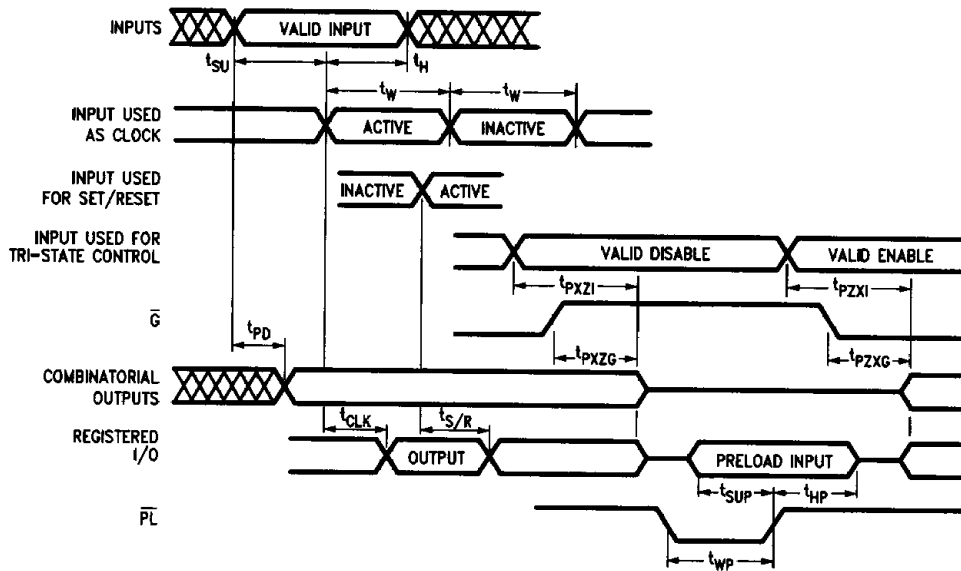 INPUTS
VALID INPUT
tSU
tH
tW
tW
INPUT USED
AS CLOCK
ACTIVE
INACTIVE
INPUT USED
FOR SET/RESET
INACTIVE
ACTIVE
INPUT USED FOR
TRI-STATE CONTROL
VALID DISABLE
VALID ENABLE
tPXZI
tPZXI
G̅
tPD
tPXZG
tPZXG
COMBINATORIAL
OUTPUTS
tCLK
tS/R
REGISTERED
I/O
OUTPUT
PRELOAD INPUT
tSUP
tHP
P̅L̅
tWP